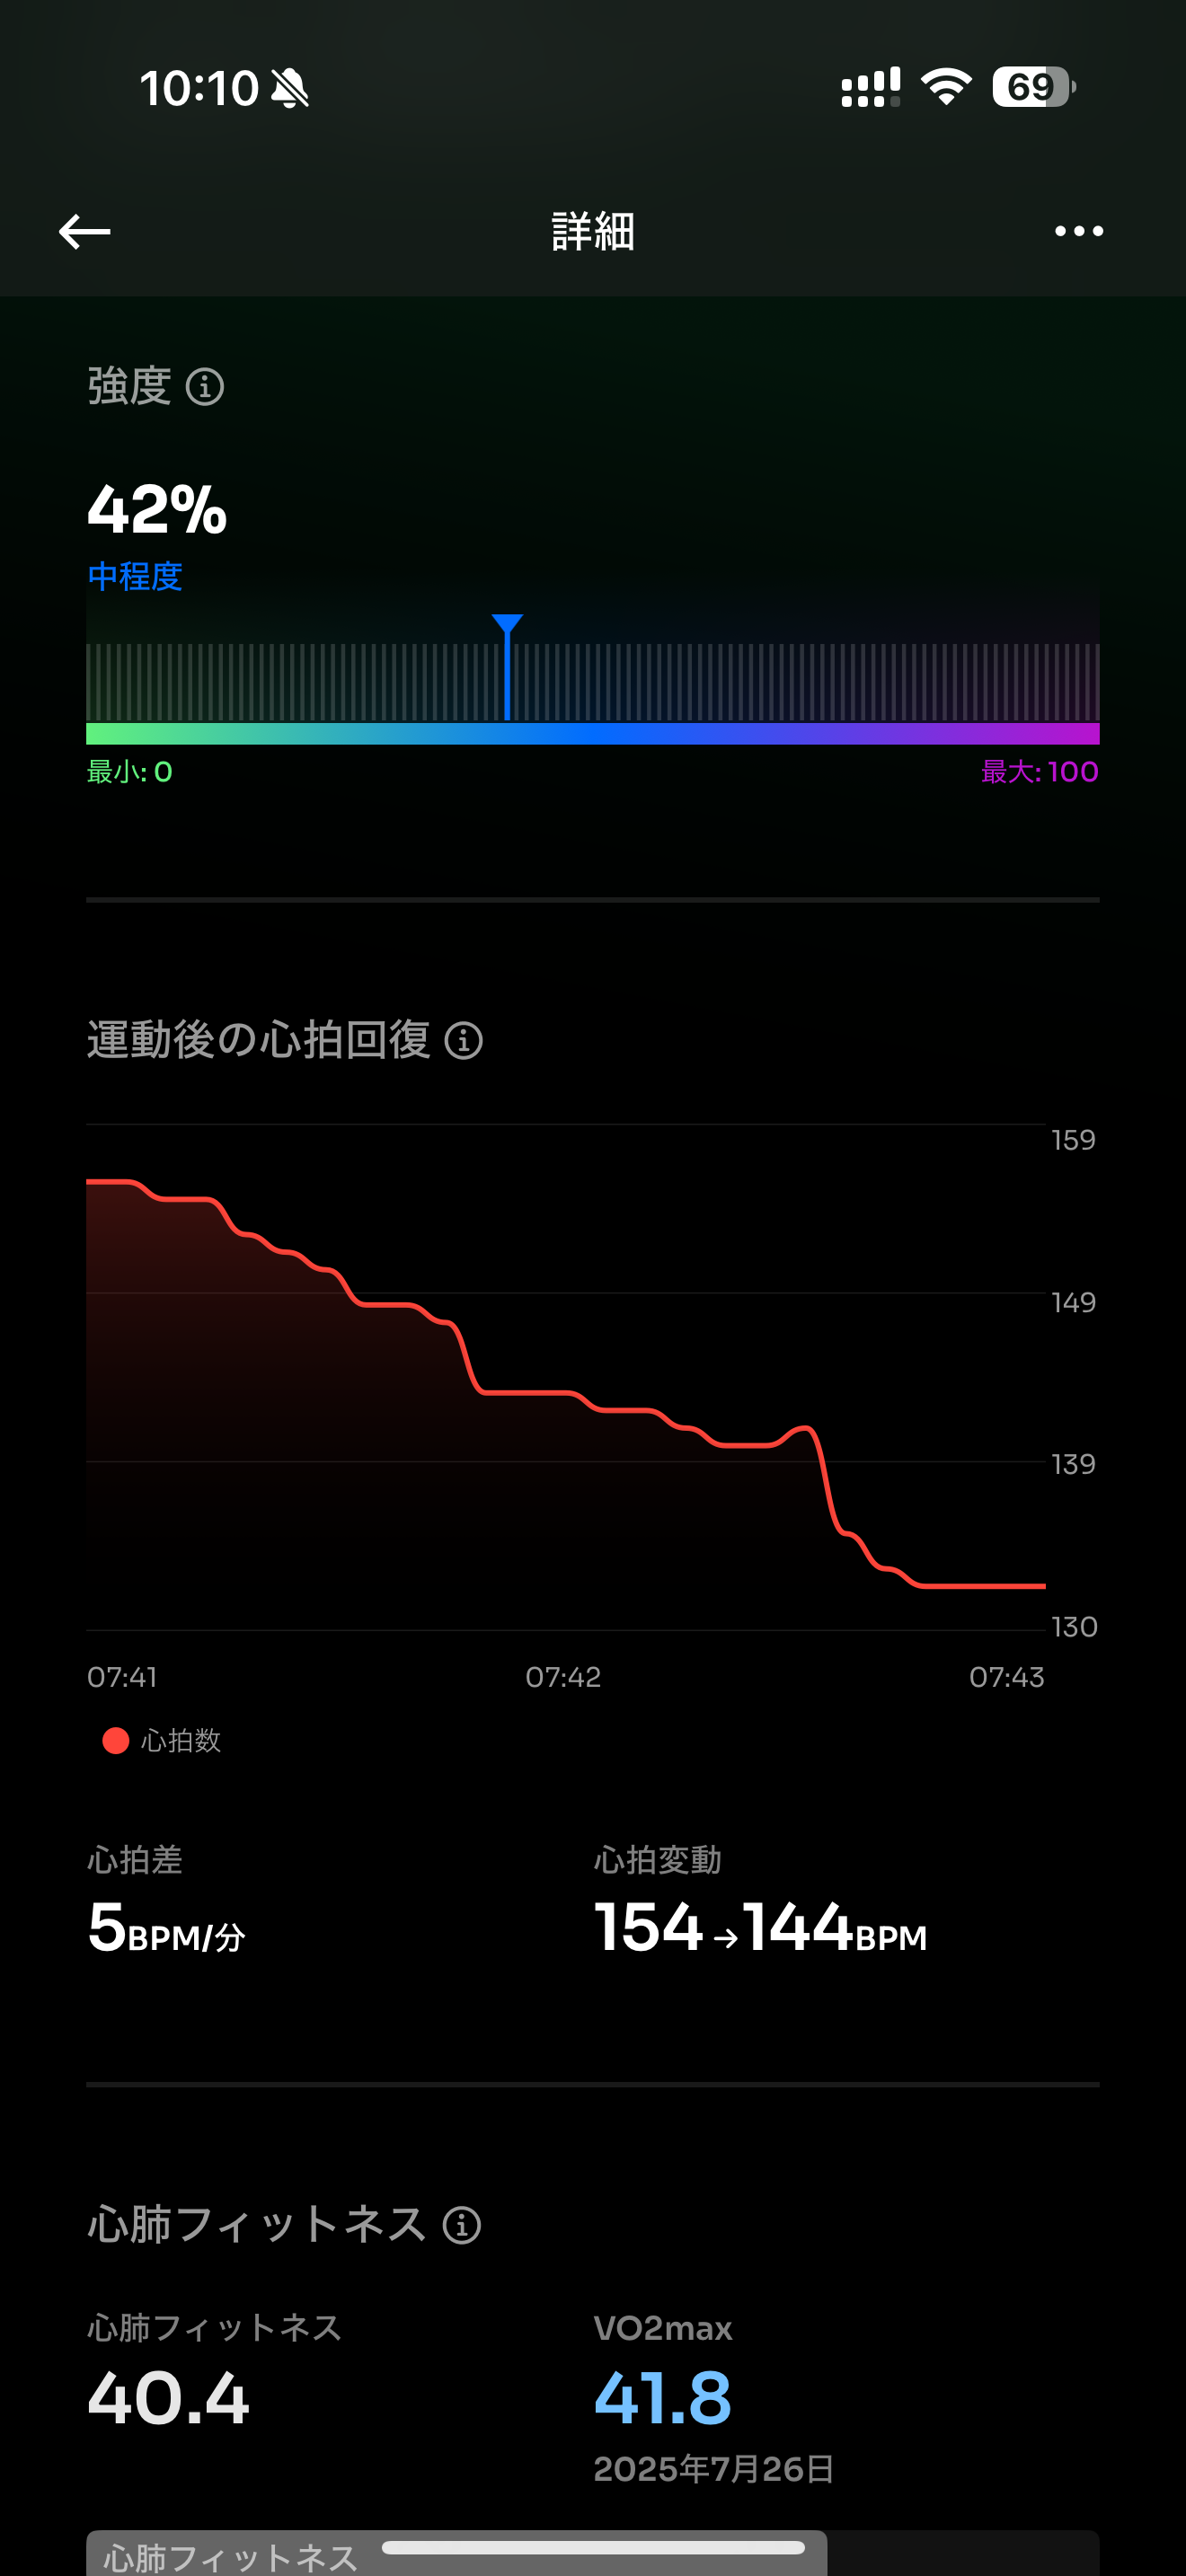 10:10 69
詳細
強度
42%
中程度
最小: 0 最大: 100
運動後の心拍回復
159
149
139
130
07:41 07:42 07:43
心拍数
心拍差 心拍変動
5BPM/分 154→144BPM
心肺フィットネス
心肺フィットネス VO2max
40.4 41.8
2025年7月26日
心肺フィットネス